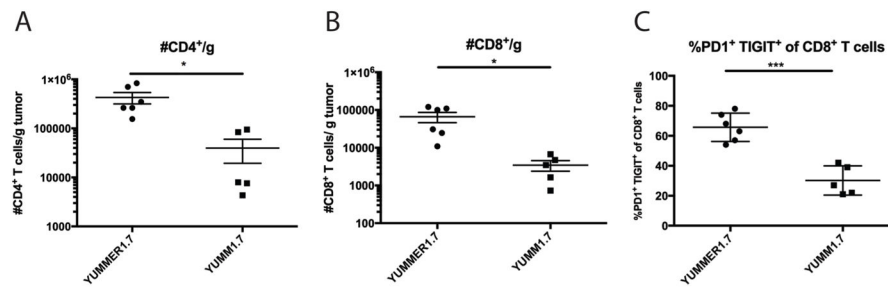 A
#CD4⁺/g
*
#CD4⁺ T cells/g tumor
1×10⁶
100000
10000
1000
YUMMER1.7
YUMM1.7
B
#CD8⁺/g
*
#CD8⁺ T cells/ g tumor
1×10⁶
100000
10000
1000
100
YUMMER1.7
YUMM1.7
C
%PD1⁺ TIGIT⁺ of CD8⁺ T cells
***
%PD1⁺ TIGIT⁺ of CD8⁺ T cells
100
80
60
40
20
0
YUMMER1.7
YUMM1.7